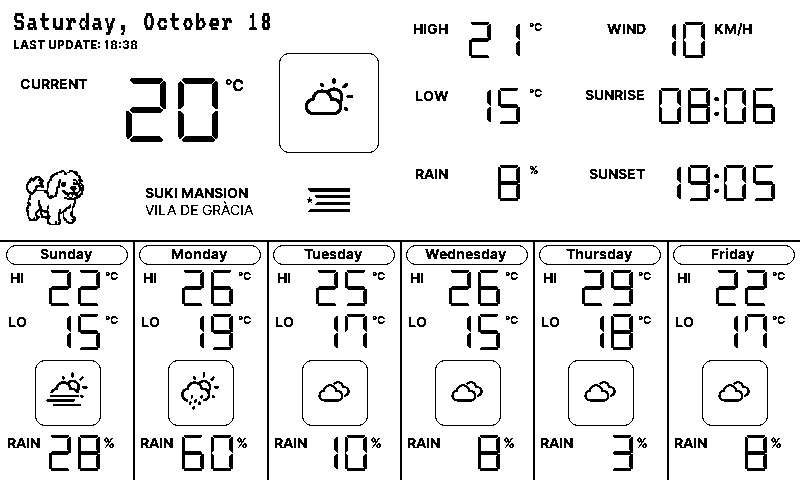 Saturday, October 18
LAST UPDATE: 18:38
CURRENT 20 °C
HIGH 21 °C
LOW 15 °C
RAIN 8 %
WIND 10 KM/H
SUNRISE 08:06
SUNSET 19:05
SUKI MANSION
VILA DE GRÀCIA
Sunday
HI 22 °C
LO 15 °C
RAIN 28 %
Monday
HI 26 °C
LO 19 °C
RAIN 60 %
Tuesday
HI 25 °C
LO 17 °C
RAIN 10 %
Wednesday
HI 26 °C
LO 15 °C
RAIN 8 %
Thursday
HI 29 °C
LO 18 °C
RAIN 3 %
Friday
HI 22 °C
LO 17 °C
RAIN 8 %